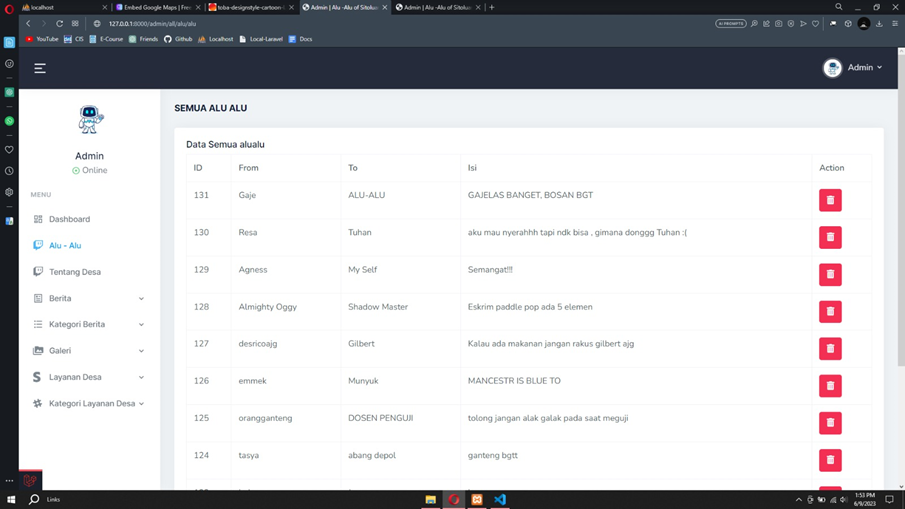 localhost
Embed Google Maps | Free
toba-designstyle-cartoon-i
Admin | Alu -Alu of Sitolua
Admin | Alu -Alu of Sitolua
127.0.0.1:8000/admin/all/alu/alu
AI PROMPTS
YouTube CIS E-Course Friends Github Localhost Local-Laravel Docs
Admin
SEMUA ALU ALU
Admin
Online
MENU
Dashboard
Alu - Alu
Tentang Desa
Berita
Kategori Berita
Galeri
Layanan Desa
Kategori Layanan Desa
Data Semua alualu
ID From To Isi Action
131 Gaje ALU-ALU GAJELAS BANGET, BOSAN BGT
130 Resa Tuhan aku mau nyerahhh tapi ndk bisa , gimana donggg Tuhan :(
129 Agness My Self Semangat!!!
128 Almighty Oggy Shadow Master Eskrim paddle pop ada 5 elemen
127 desricoajg Gilbert Kalau ada makanan jangan rakus gilbert ajg
126 emmek Munyuk MANCESTR IS BLUE TO
125 orangganteng DOSEN PENGUJI tolong jangan alak galak pada saat meguji
124 tasya abang depol ganteng bgtt
Links
1:53 PM
6/9/2023